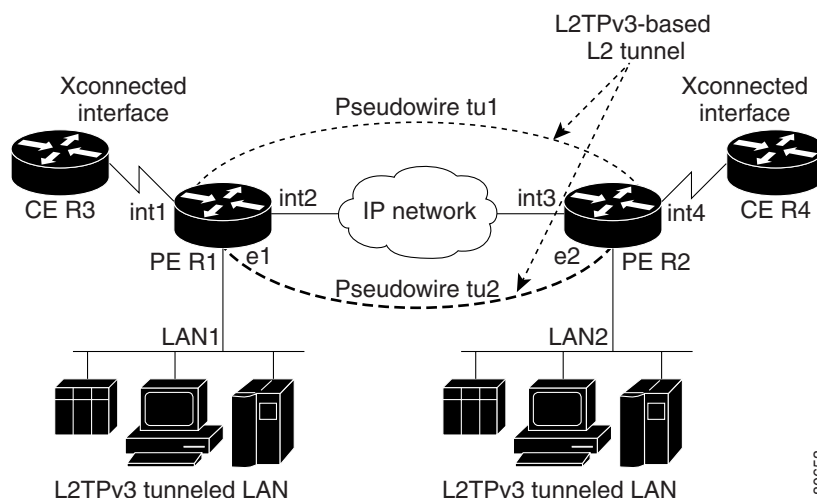 L2TPv3-based
L2 tunnel
Xconnected
interface
Xconnected
interface
Pseudowire tu1
CE R3
int1
int2
IP network
int3
int4
CE R4
PE R1
e1
e2
PE R2
Pseudowire tu2
LAN1
LAN2
L2TPv3 tunneled LAN
L2TPv3 tunneled LAN